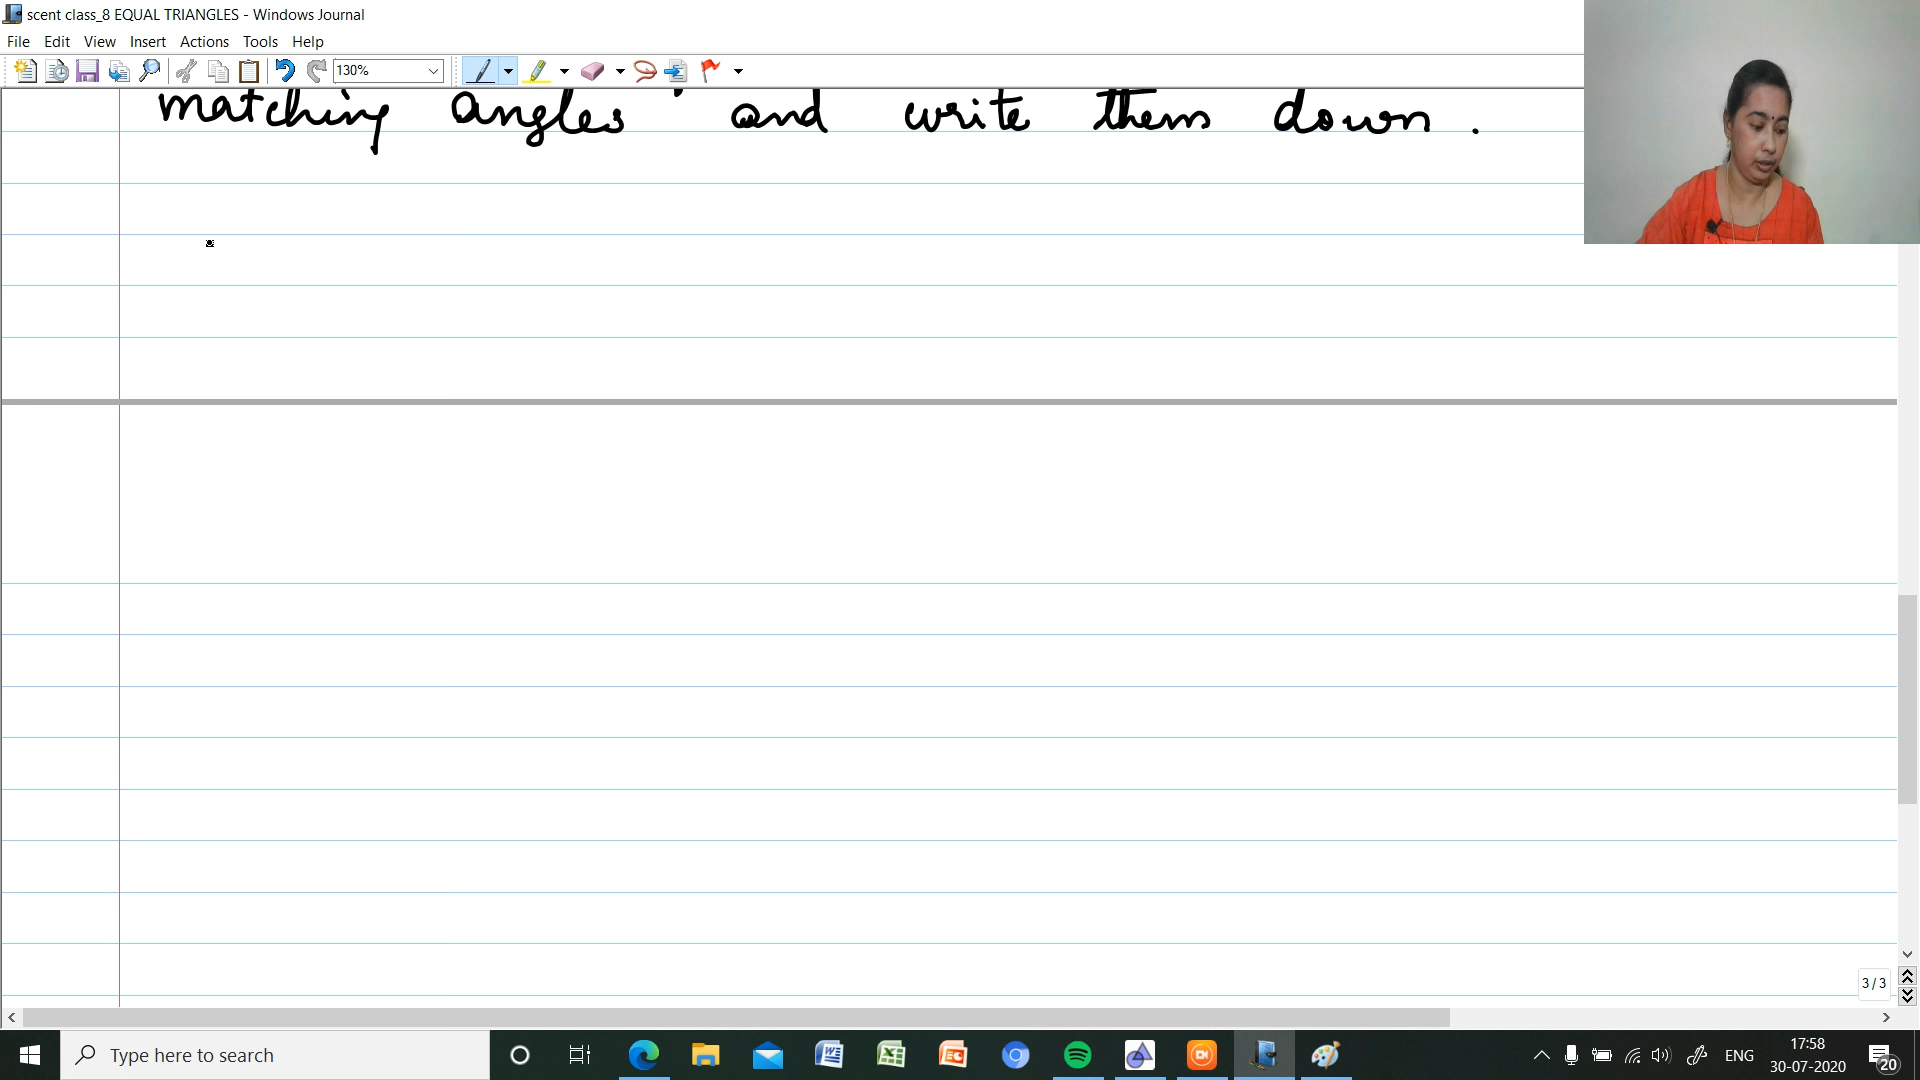 scent class_8 EQUAL TRIANGLES - Windows Journal
File Edit View Insert Actions Tools Help
130%
matching angles and write them down.
3 / 3
Type here to search
ENG
17:58
30-07-2020
20